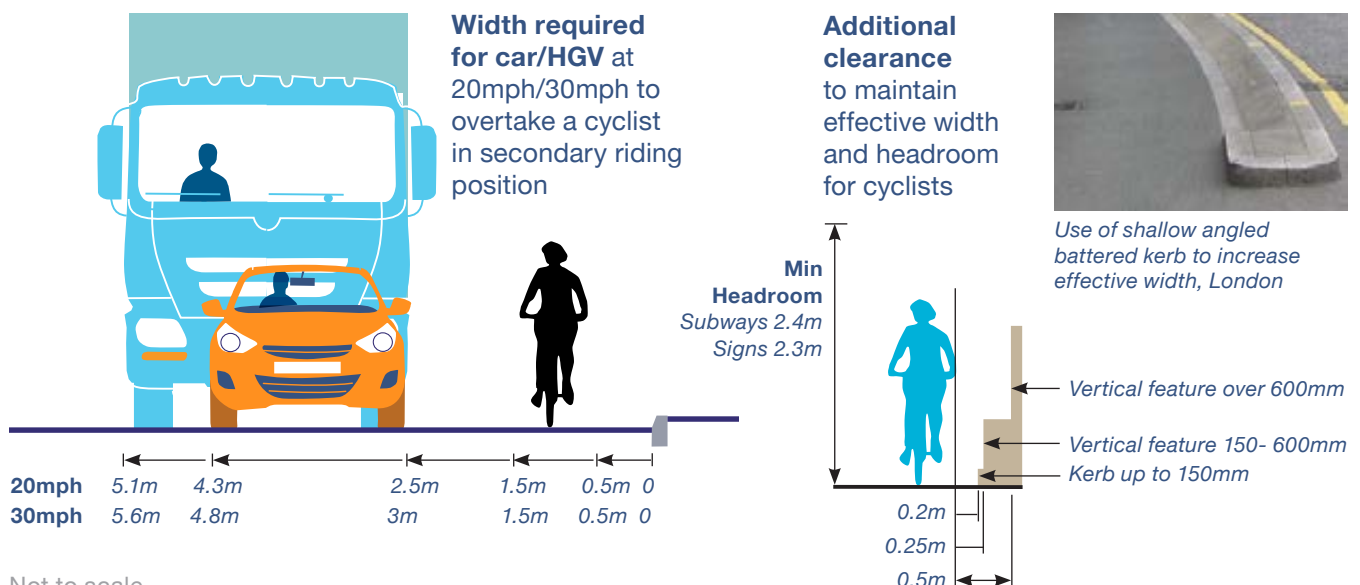 Width required
for car/HGV at
20mph/30mph to
overtake a cyclist
in secondary riding
position
20mph 5.1m 4.3m 2.5m 1.5m 0.5m 0
30mph 5.6m 4.8m 3m 1.5m 0.5m 0
Not to scale
Additional
clearance
to maintain
effective width
and headroom
for cyclists
Min
Headroom
Subways 2.4m
Signs 2.3m
Vertical feature over 600mm
Vertical feature 150- 600mm
Kerb up to 150mm
0.2m
0.25m
0.5m
Use of shallow angled
battered kerb to increase
effective width, London